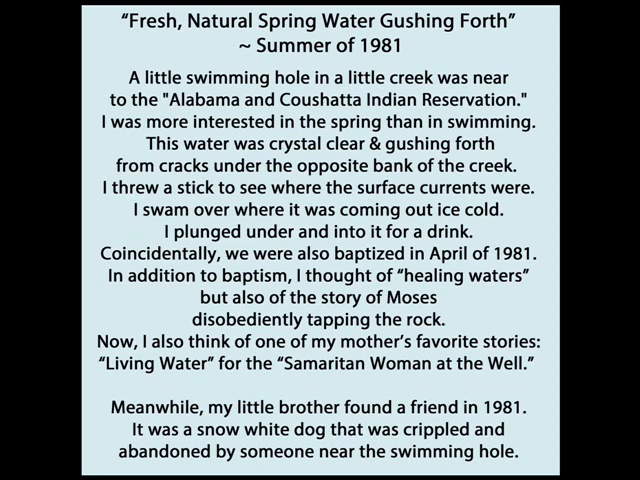 “Fresh, Natural Spring Water Gushing Forth”
~ Summer of 1981
A little swimming hole in a little creek was near
to the "Alabama and Coushatta Indian Reservation."
I was more interested in the spring than in swimming.
This water was crystal clear & gushing forth
from cracks under the opposite bank of the creek.
I threw a stick to see where the surface currents were.
I swam over where it was coming out ice cold.
I plunged under and into it for a drink.
Coincidentally, we were also baptized in April of 1981.
In addition to baptism, I thought of “healing waters”
but also of the story of Moses
disobediently tapping the rock.
Now, I also think of one of my mother’s favorite stories:
“Living Water” for the “Samaritan Woman at the Well.”
Meanwhile, my little brother found a friend in 1981.
It was a snow white dog that was crippled and
abandoned by someone near the swimming hole.